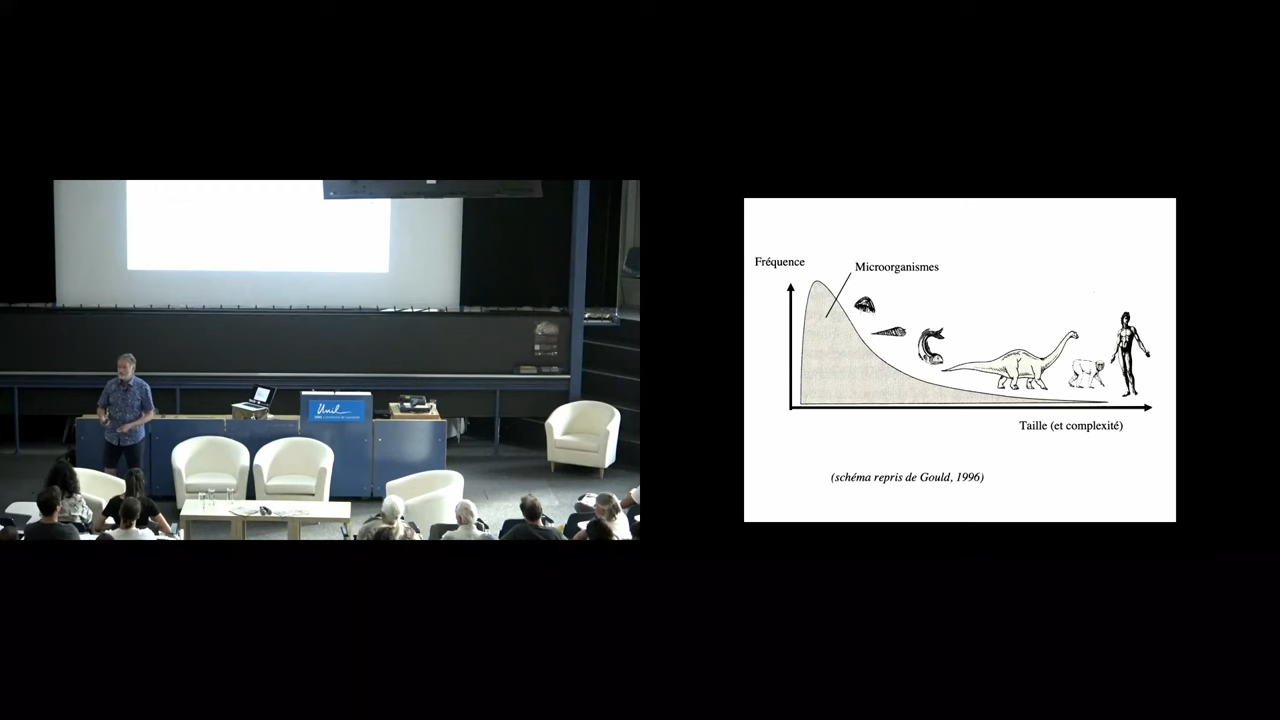 Unil
Fréquence
Microorganismes
Taille (et complexité)
(schéma repris de Gould, 1996)